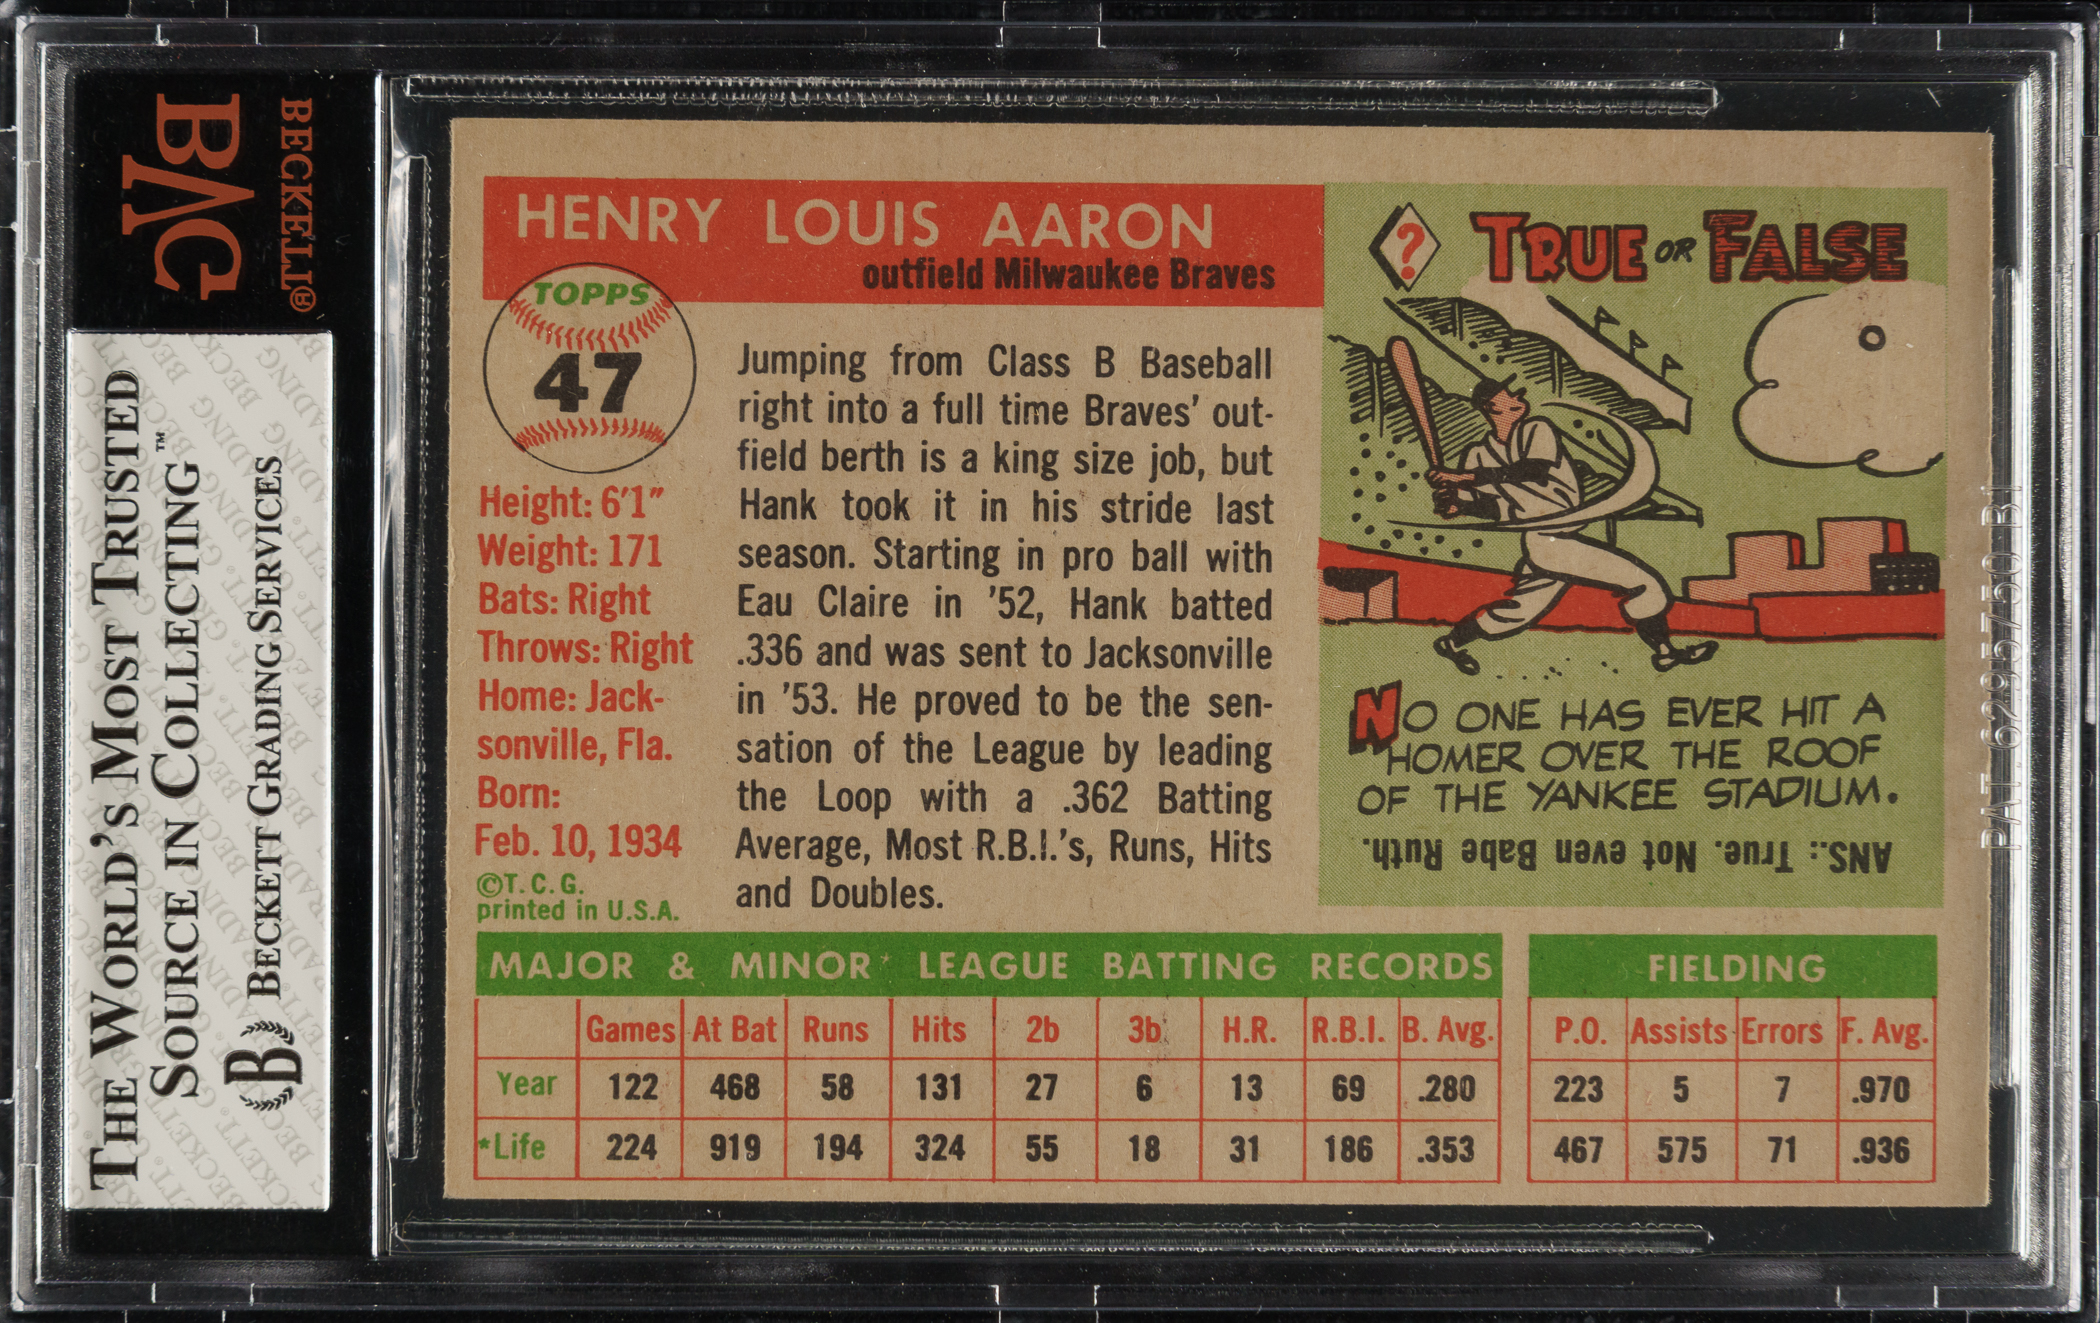 BECKETT®
BVG
THE WORLD'S MOST TRUSTED
SOURCE IN COLLECTING™
B BECKETT GRADING SERVICES
HENRY LOUIS AARON
outfield Milwaukee Braves
TOPPS
47
Height: 6'1"
Weight: 171
Bats: Right
Throws: Right
Home: Jack-
sonville, Fla.
Born:
Feb. 10, 1934
©T. C. G.
printed in U.S.A.
Jumping from Class B Baseball
right into a full time Braves' out-
field berth is a king size job, but
Hank took it in his stride last
season. Starting in pro ball with
Eau Claire in '52, Hank batted
.336 and was sent to Jacksonville
in '53. He proved to be the sen-
sation of the League by leading
the Loop with a .362 Batting
Average, Most R.B.I.'s, Runs, Hits
and Doubles.
? TRUE OR FALSE
NO ONE HAS EVER HIT A
HOMER OVER THE ROOF
OF THE YANKEE STADIUM.
ANS.: True. Not even Babe Ruth.
MAJOR & MINOR* LEAGUE BATTING RECORDS
Games At Bat Runs Hits 2b 3b H.R. R.B.I. B. Avg.
Year 122 468 58 131 27 6 13 69 .280
*Life 224 919 194 324 55 18 31 186 .353
FIELDING
P.O. Assists Errors F. Avg.
223 5 7 .970
467 575 71 .936